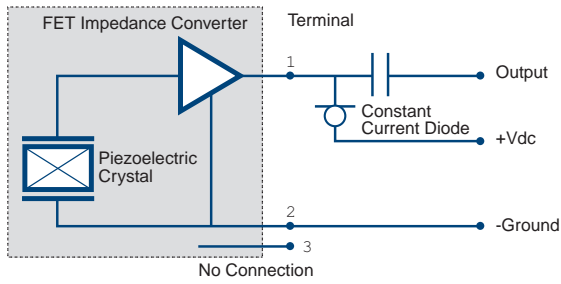 FET Impedance Converter
Terminal
1
Output
Constant
Current Diode
+Vdc
Piezoelectric
Crystal
2
-Ground
3
No Connection